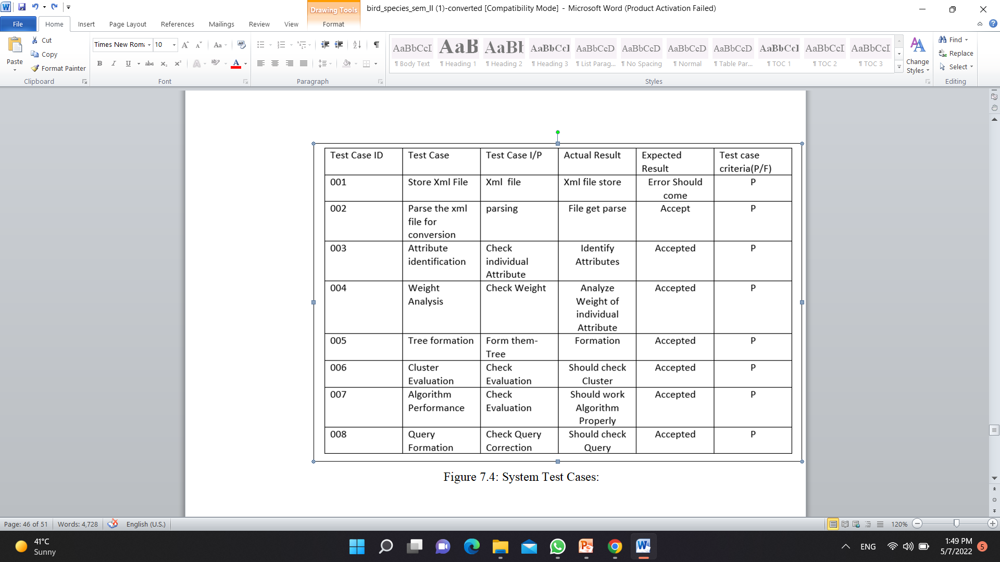 bird_species_sem_II (1)-converted [Compatibility Mode] - Microsoft Word (Product Activation Failed)
Drawing Tools
File Home Insert Page Layout References Mailings Review View Format
Paste
Cut
Copy
Format Painter
Clipboard
Times New Roma 10
Font
Paragraph
AaBbCcI AaB AaBl AaBbCcI AaBbCcD AaBbCcD AaBbCcD AaBbCcD AaBbCcI AaBbCcI AaBbCcI
¶ Body Text ¶ Heading 1 ¶ Heading 2 ¶ Heading 3 ¶ List Parag... ¶ No Spacing ¶ Normal ¶ Table Par... ¶ TOC 1 ¶ TOC 2 ¶ TOC 3
Styles
Change
Styles
Find
Replace
Select
Editing
Test Case ID Test Case Test Case I/P Actual Result Expected Test case
Result criteria(P/F)
001 Store Xml File Xml file Xml file store Error Should P
come
002 Parse the xml parsing File get parse Accept P
file for
conversion
003 Attribute Check Identify Accepted P
identification individual Attributes
Attribute
004 Weight Check Weight Analyze Accepted P
Analysis Weight of
individual
Attribute
005 Tree formation Form them- Formation Accepted P
Tree
006 Cluster Check Should check Accepted P
Evaluation Evaluation Cluster
007 Algorithm Check Should work Accepted P
Performance Evaluation Algorithm
Properly
008 Query Check Query Should check Accepted P
Formation Correction Query
Figure 7.4: System Test Cases:
Page: 46 of 51 Words: 4,728 English (U.S.) 120%
41°C
Sunny
ENG
1:49 PM
5/7/2022
5